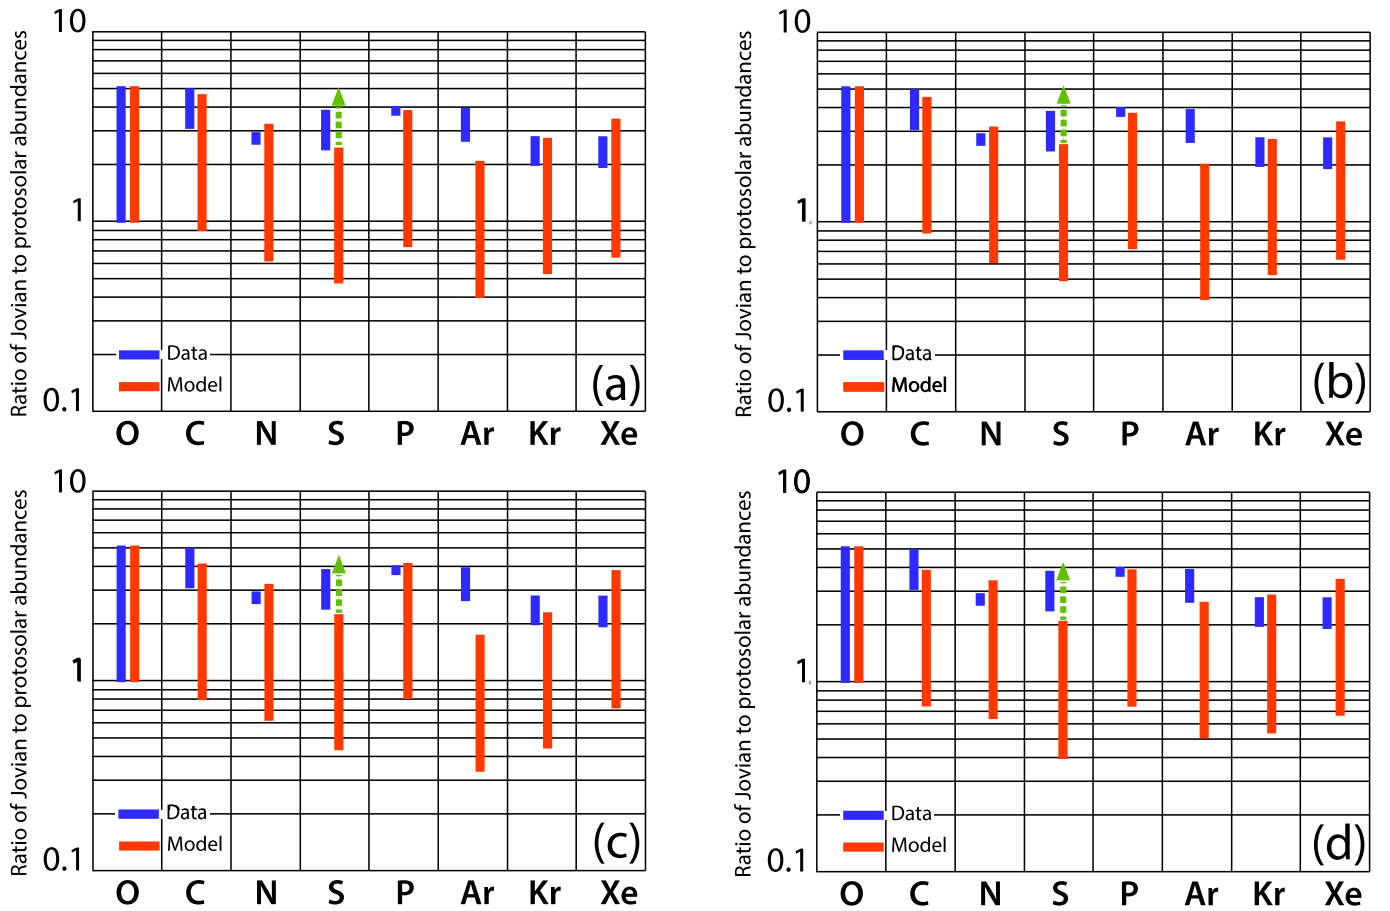 Ratio of Jovian to protosolar abundances
10
1
0.1
Data
Model
(a)
O C N S P Ar Kr Xe
Ratio of Jovian to protosolar abundances
10
1
0.1
Data
Model
(b)
O C N S P Ar Kr Xe
Ratio of Jovian to protosolar abundances
10
1
0.1
Data
Model
(c)
O C N S P Ar Kr Xe
Ratio of Jovian to protosolar abundances
10
1
0.1
Data
Model
(d)
O C N S P Ar Kr Xe